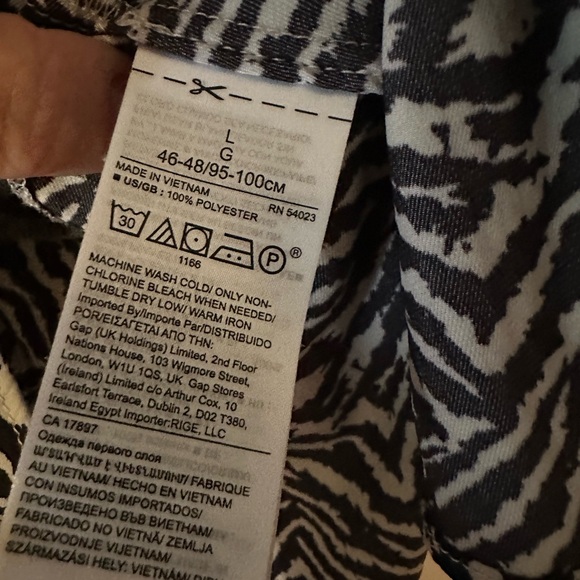 L
G
46-48/95-100CM
MADE IN VIETNAM RN 54023
■ US/GB : 100% POLYESTER
30 P ®
1166
MACHINE WASH COLD/ ONLY NON-
CHLORINE BLEACH WHEN NEEDED/
TUMBLE DRY LOW/ WARM IRON
Imported By/Importe Par/DISTRIBUIDO
POR/ΕΙΣΑΓΕΤΑΙ ΑΠΟ ΤΗΝ:
Gap (UK Holdings) Limited, 2nd Floor
Nations House, 103 Wigmore Street,
London, W1U 1QS, UK. Gap Stores
(Ireland) Limited c/o Arthur Cox, 10
Earlsfort Terrace, Dublin 2, D02 T380,
Ireland Egypt Importer:RIGE, LLC
CA 17897
Одежда первого слоя
ԱՐՏԱԴՐՎԱԾ Է ՎԻԵՏՆԱՄՈՒՄ/ FABRIQUÉ
AU VIETNAM/ HECHO EN VIETNAM
CON INSUMOS IMPORTADOS/
ПРОИЗВЕДЕНО ВЪВ ВИЕТНАМ/
FABRICADO NO VIETNÃ/ ZEMLJA
PROIZVODNJE VIJETNAM/
SZÁRMAZÁSI HELY: VIETNÁM/